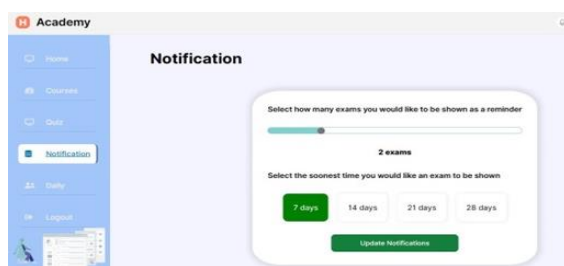 H Academy
Home
Notification
Courses
Select how many exams you would like to be shown as a reminder
Quiz
2 exams
Notification
Select the soonest time you would like an exam to be shown
Daily
7 days 14 days 21 days 28 days
Logout
Update Notifications